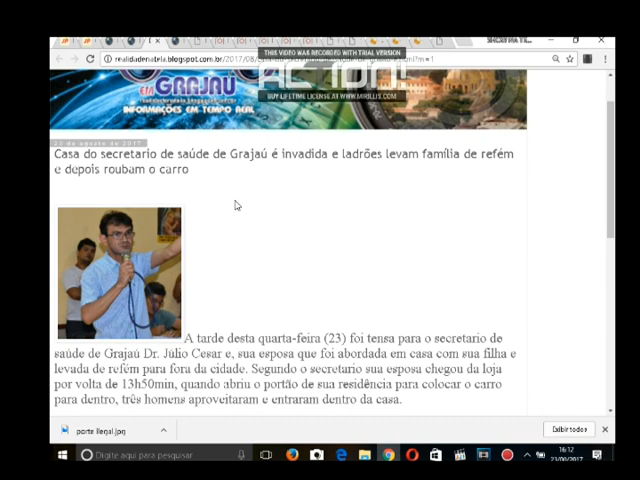 THIS VIDEO WAS RECORDED WITH TRIAL VERSION
realidadenatela.blogspot.com.br/2017/08/
ml?m=1
ACTION!
BUY LIFETIME LICENSE AT WWW.MIRILLIS.COM
EM GRAJAÚ
INFORMAÇÕES EM TEMPO REAL
23 de agosto de 2017
Casa do secretario de saúde de Grajaú é invadida e ladrões levam família de refém
e depois roubam o carro
A tarde desta quarta-feira (23) foi tensa para o secretario de
saúde de Grajaú Dr. Júlio Cesar e, sua esposa que foi abordada em casa com sua filha e
levada de refém para fora da cidade. Segundo o secretario sua esposa chegou da loja
por volta de 13h50min, quando abriu o portão de sua residência para colocar o carro
para dentro, três homens aproveitaram e entraram dentro da casa.
porte ilegal.jpg
Exibir todos
Digite aqui para pesquisar
16:12
23/08/2017